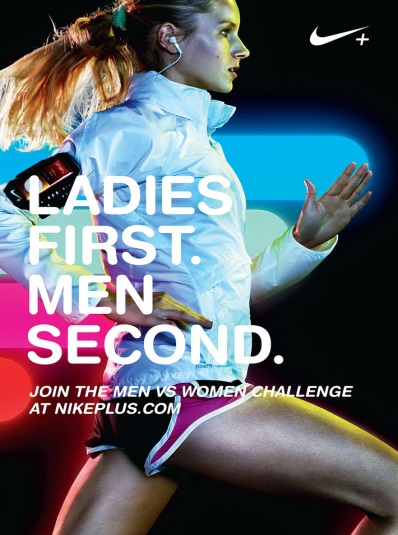 LADIES
FIRST.
MEN
SECOND.
JOIN THE MEN VS WOMEN CHALLENGE
AT NIKEPLUS.COM